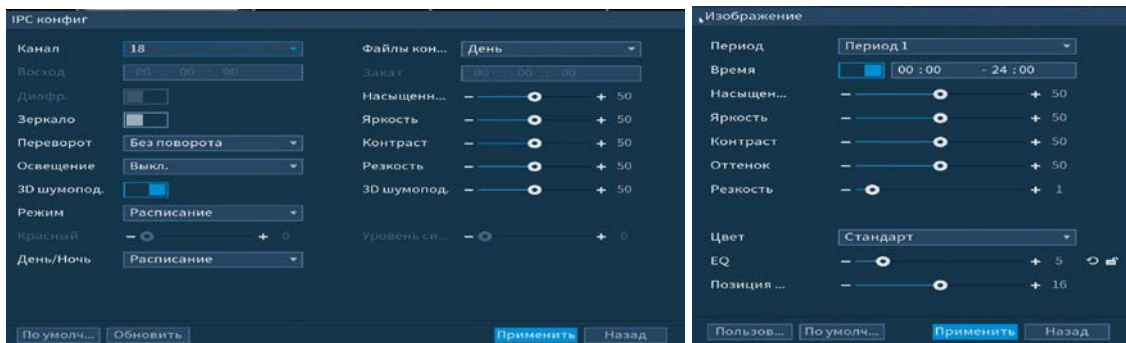 IPC конфиг
Канал 18 Файлы кон... День
Восход 00 : 00 : 00 Закат 00 : 00 : 00
Диафр. Насыщенн... − + 50
Зеркало Яркость − + 50
Переворот Без поворота Контраст − + 50
Освещение Выкл. Резкость − + 50
3D шумопод. 3D шумопод. − + 50
Режим Расписание
Красный − + 0 Уровень си... − + 0
День/Ночь Расписание
По умолч... Обновить Применить Назад
Изображение
Период Период 1
Время 00 : 00 - 24 : 00
Насыщен... − + 50
Яркость − + 50
Контраст − + 50
Оттенок − + 50
Резкость − + 1
Цвет Стандарт
EQ − + 5
Позиция ... − + 16
Пользов... По умолч... Применить Назад